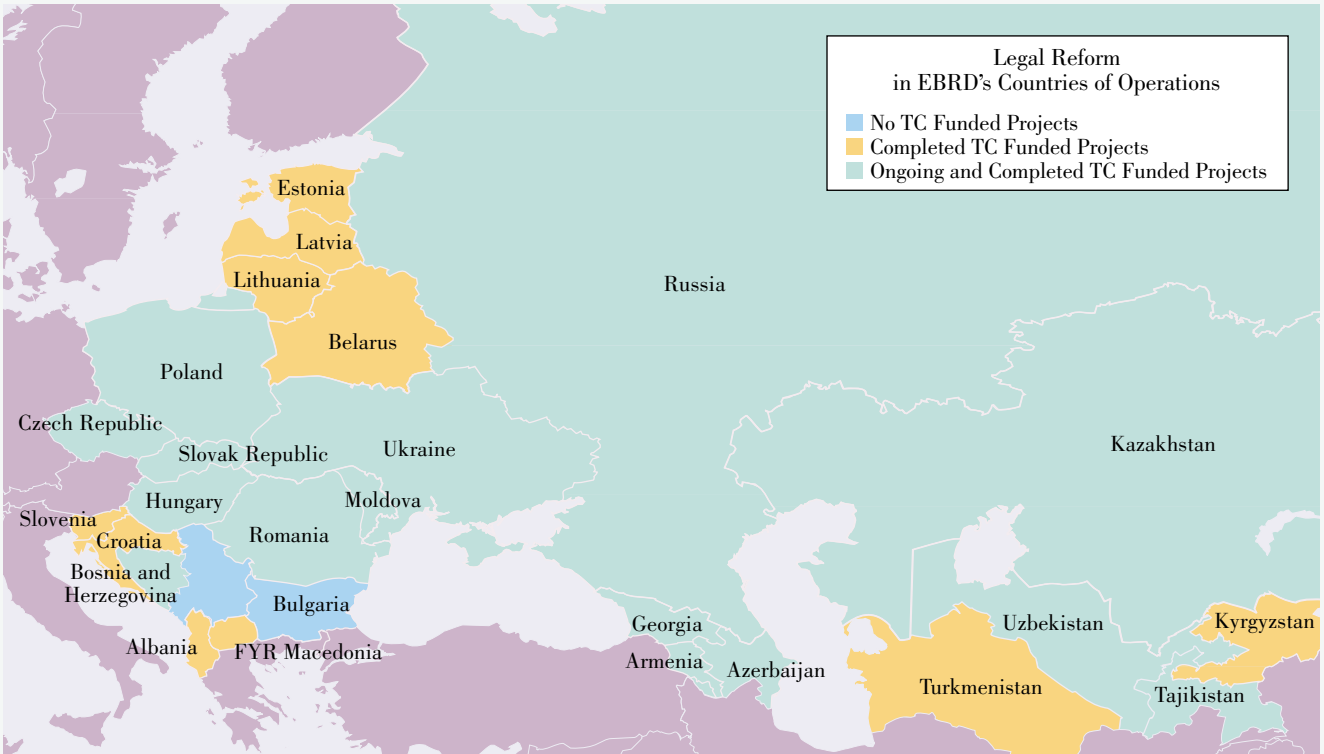 Legal Reform
in EBRD's Countries of Operations
No TC Funded Projects
Completed TC Funded Projects
Ongoing and Completed TC Funded Projects
Estonia
Latvia
Lithuania
Russia
Belarus
Poland
Czech Republic
Slovak Republic
Ukraine
Kazakhstan
Hungary
Moldova
Slovenia
Romania
Croatia
Bosnia and
Herzegovina
Bulgaria
Albania
FYR Macedonia
Georgia
Armenia
Azerbaijan
Uzbekistan
Kyrgyzstan
Turkmenistan
Tajikistan